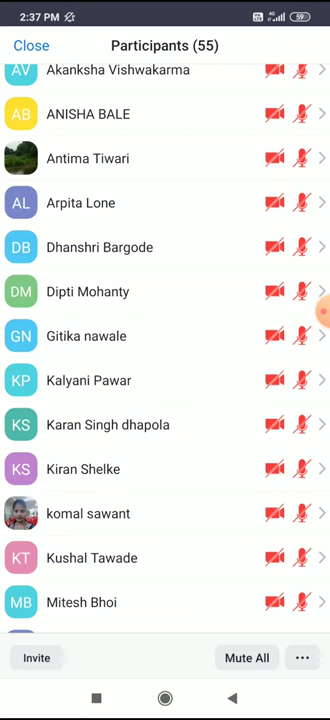 2:37 PM
4G
59
Close
Participants (55)
AV Akanksha Vishwakarma
AB ANISHA BALE
Antima Tiwari
AL Arpita Lone
DB Dhanshri Bargode
DM Dipti Mohanty
GN Gitika nawale
KP Kalyani Pawar
KS Karan Singh dhapola
KS Kiran Shelke
komal sawant
KT Kushal Tawade
MB Mitesh Bhoi
Invite
Mute All